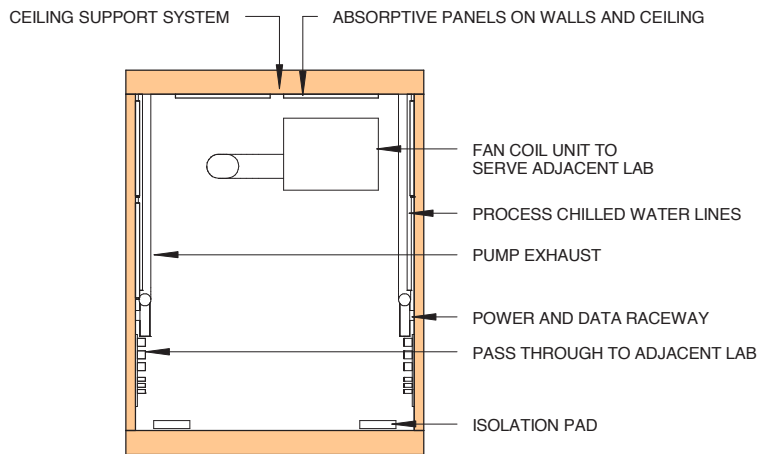 CEILING SUPPORT SYSTEM
ABSORPTIVE PANELS ON WALLS AND CEILING
FAN COIL UNIT TO
SERVE ADJACENT LAB
PROCESS CHILLED WATER LINES
PUMP EXHAUST
POWER AND DATA RACEWAY
PASS THROUGH TO ADJACENT LAB
ISOLATION PAD